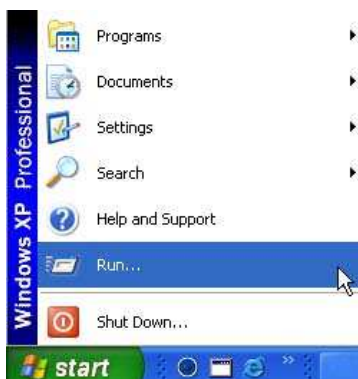 Programs
Documents
Settings
Search
Help and Support
Run...
Shut Down...
Windows XP Professional
start